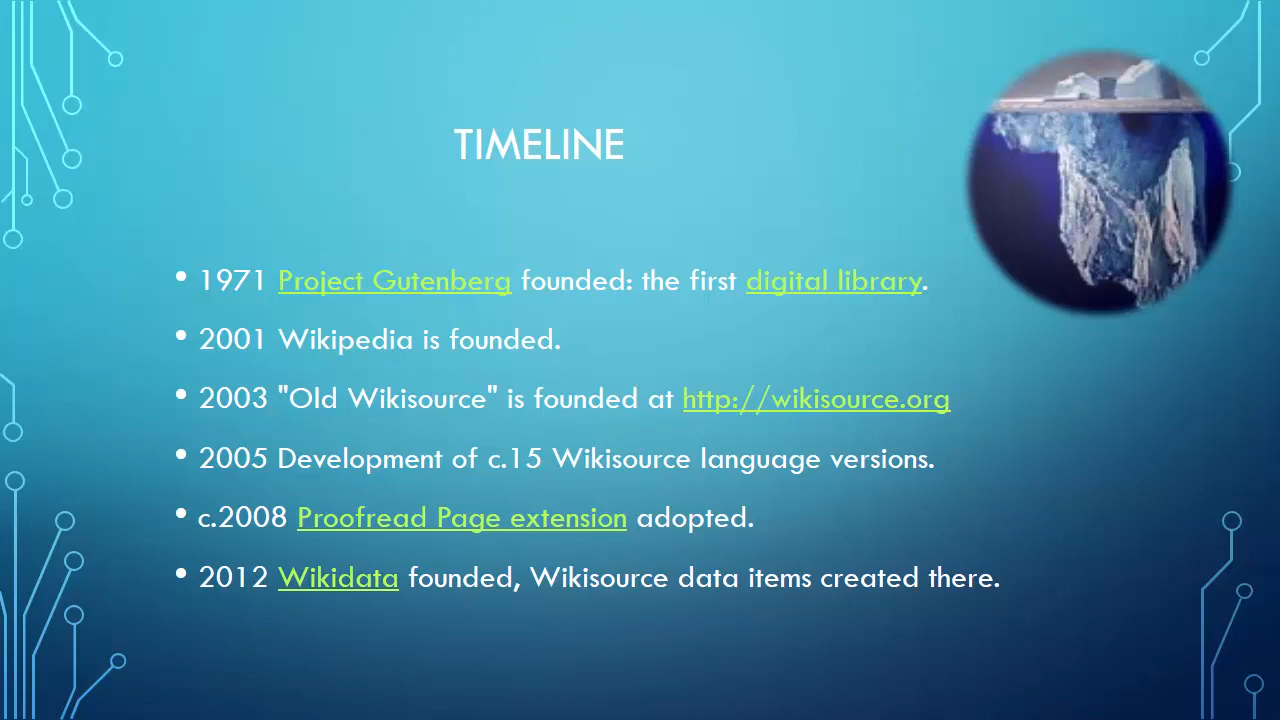 TIMELINE
• 1971 Project Gutenberg founded: the first digital library.
• 2001 Wikipedia is founded.
• 2003 "Old Wikisource" is founded at http://wikisource.org
• 2005 Development of c.15 Wikisource language versions.
• c.2008 Proofread Page extension adopted.
• 2012 Wikidata founded, Wikisource data items created there.